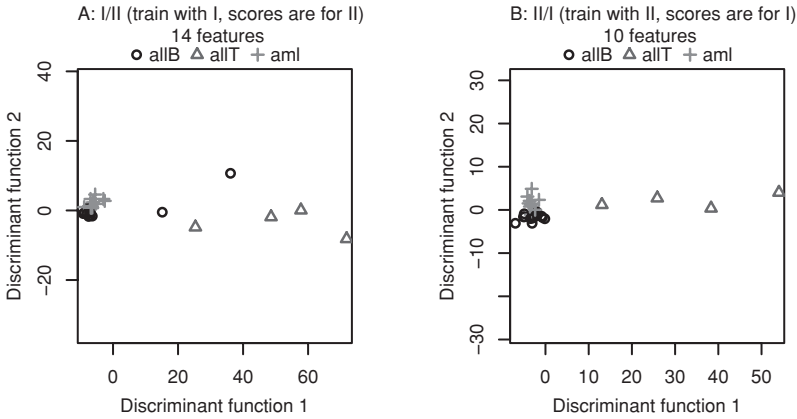 A: I/II (train with I, scores are for II)
14 features
allB allT aml
Discriminant function 2
40
20
0
−20
0 20 40 60
Discriminant function 1
B: II/I (train with II, scores are for I)
10 features
allB allT aml
Discriminant function 2
30
10
0
−10
−30
0 10 20 30 40 50
Discriminant function 1